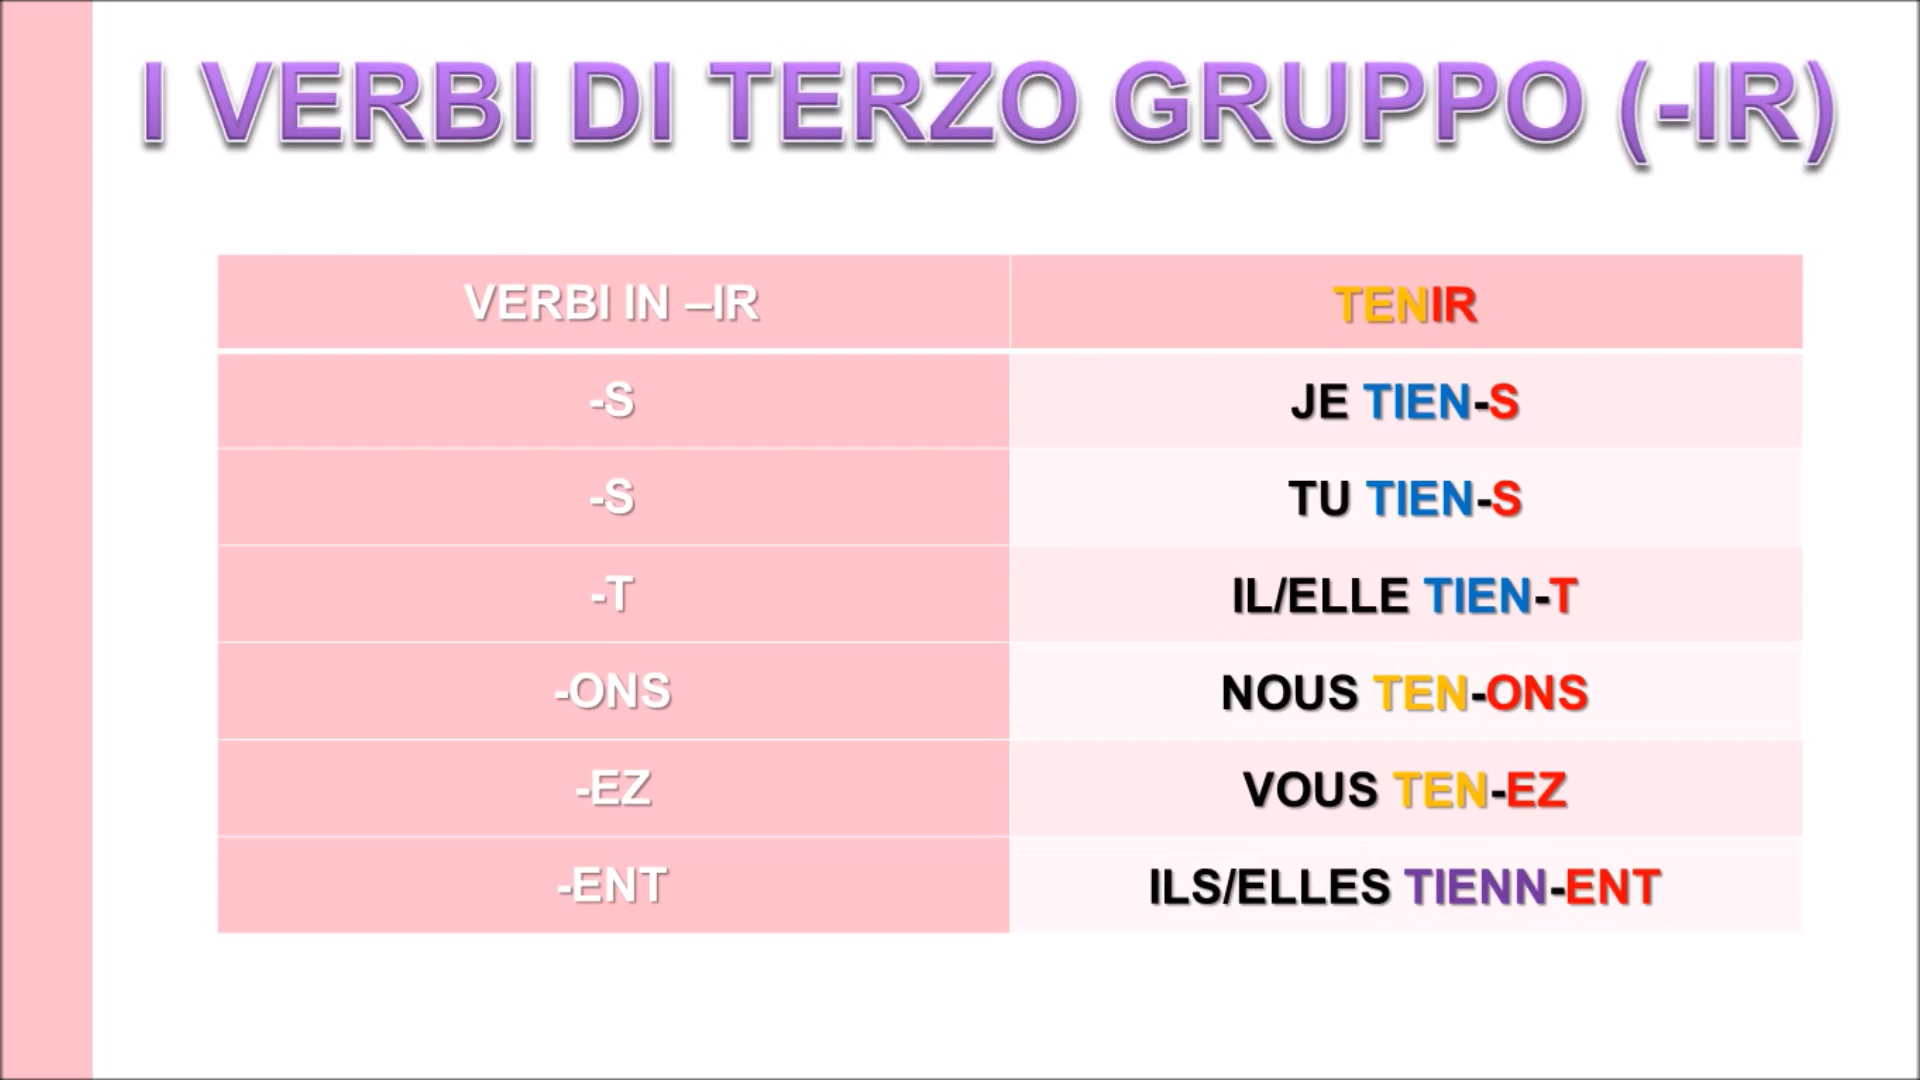 I VERBI DI TERZO GRUPPO (-IR)
VERBI IN –IR TENIR
-S JE TIEN-S
-S TU TIEN-S
-T IL/ELLE TIEN-T
-ONS NOUS TEN-ONS
-EZ VOUS TEN-EZ
-ENT ILS/ELLES TIENN-ENT